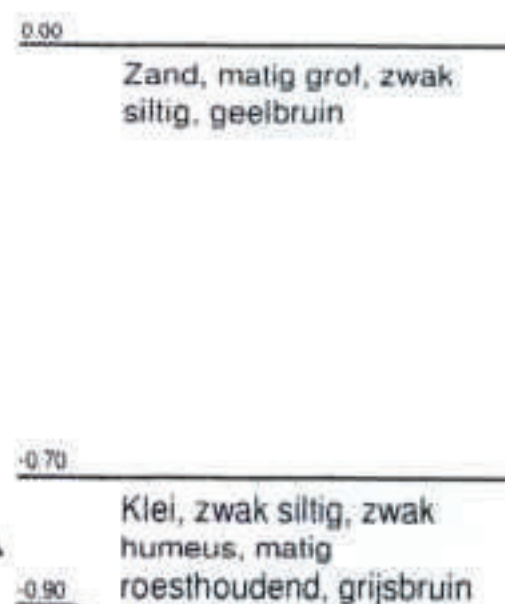 0.00
Zand, matig grof, zwak
siltig, geelbruin
-0.70
Klei, zwak siltig, zwak
humeus, matig
-0.90 roesthoudend, grijsbruin